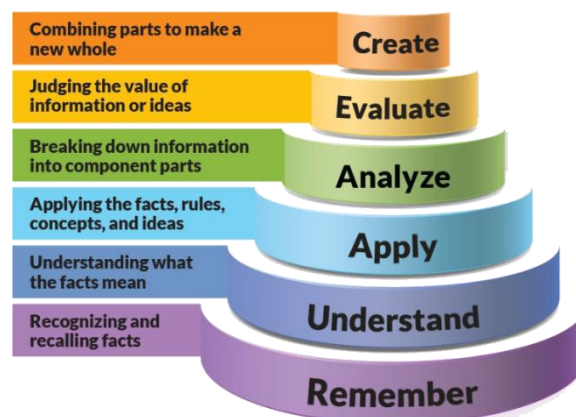 Combining parts to make a
new whole
Create
Judging the value of
information or ideas
Evaluate
Breaking down information
into component parts
Analyze
Applying the facts, rules,
concepts, and ideas
Apply
Understanding what
the facts mean
Understand
Recognizing and
recalling facts
Remember